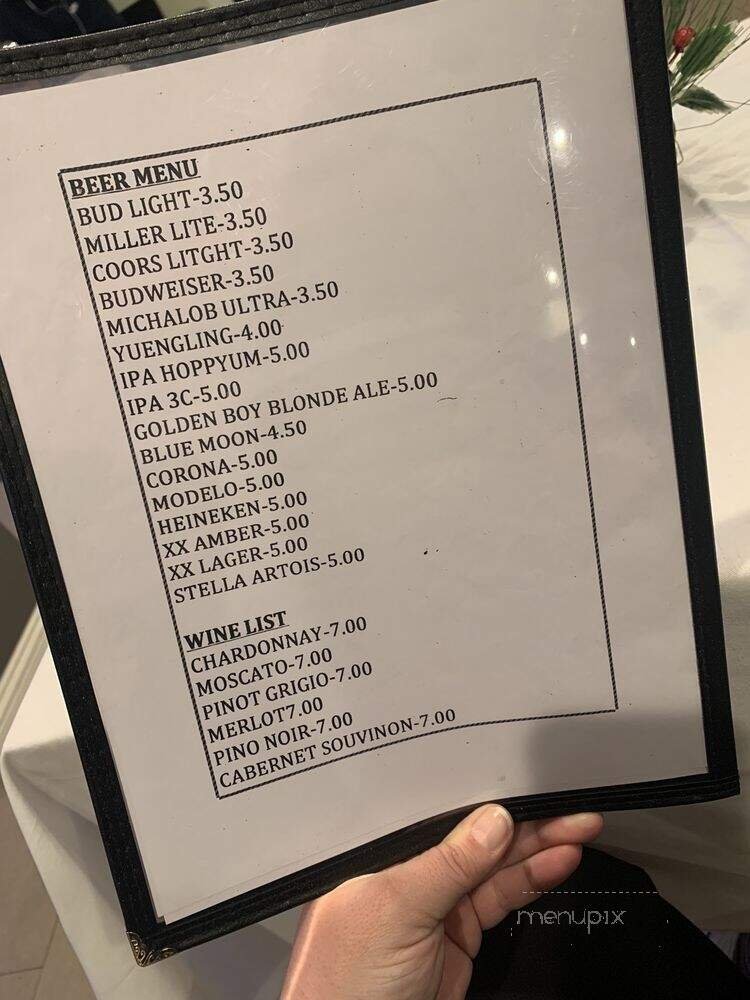 BEER MENU
BUD LIGHT-3.50
MILLER LITE-3.50
COORS LITGHT-3.50
BUDWEISER-3.50
MICHALOB ULTRA-3.50
YUENGLING-4.00
IPA HOPPYUM-5.00
IPA 3C-5.00
GOLDEN BOY BLONDE ALE-5.00
BLUE MOON-4.50
CORONA-5.00
MODELO-5.00
HEINEKEN-5.00
XX AMBER-5.00
XX LAGER-5.00
STELLA ARTOIS-5.00
WINE LIST
CHARDONNAY-7.00
MOSCATO-7.00
PINOT GRIGIO-7.00
MERLOT7.00
PINO NOIR-7.00
CABERNET SOUVINON-7.00
menupix